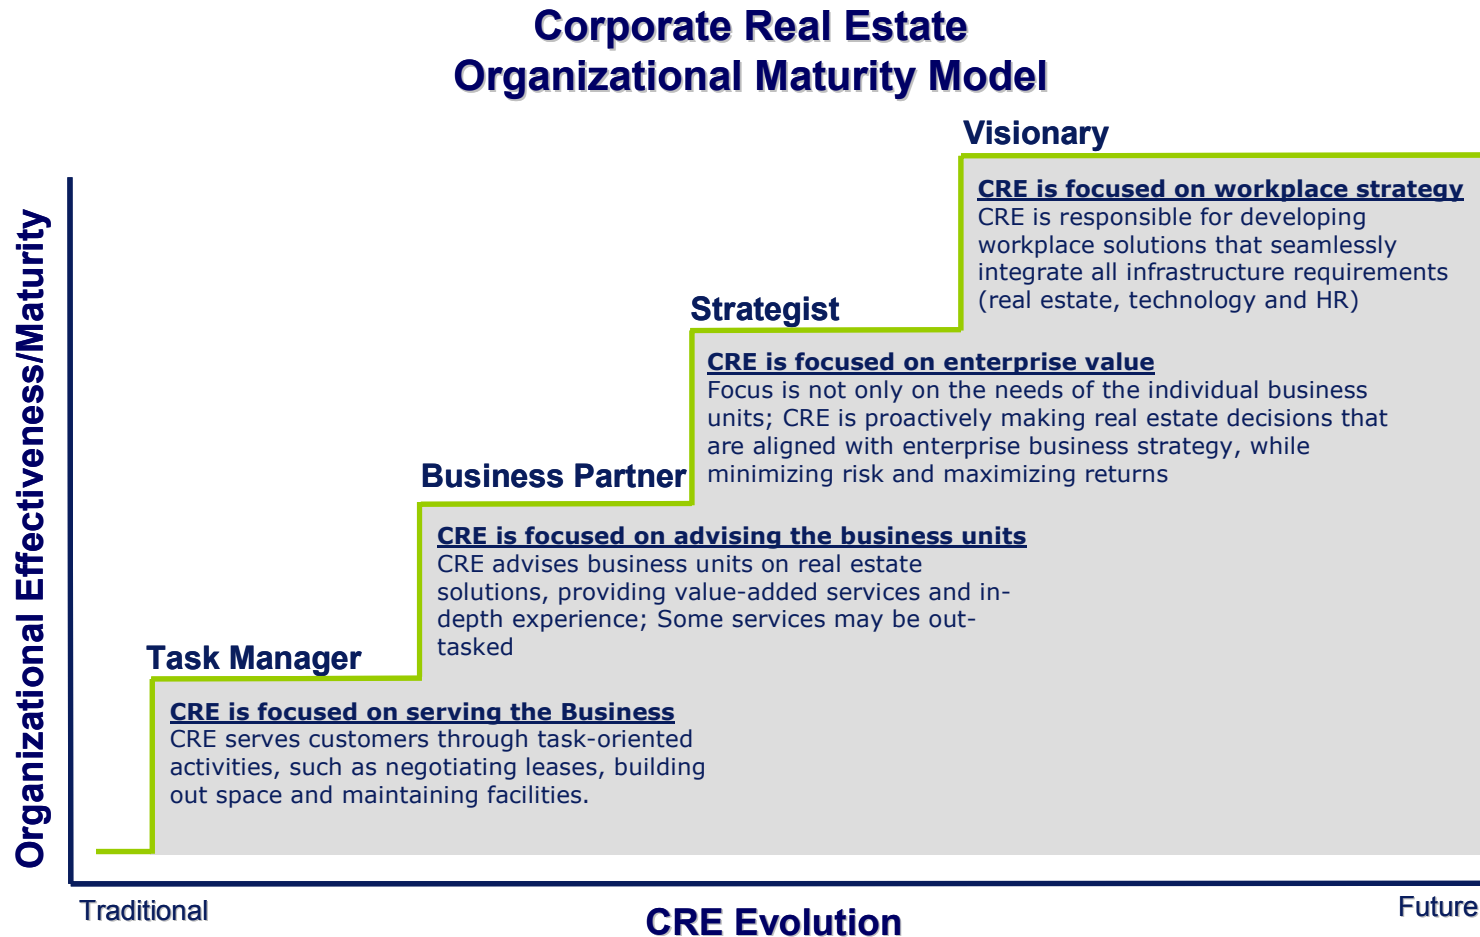 Corporate Real Estate
Organizational Maturity Model
Visionary
CRE is focused on workplace strategy
CRE is responsible for developing
workplace solutions that seamlessly
integrate all infrastructure requirements
(real estate, technology and HR)
Strategist
CRE is focused on enterprise value
Focus is not only on the needs of the individual business
units; CRE is proactively making real estate decisions that
are aligned with enterprise business strategy, while
minimizing risk and maximizing returns
Business Partner
CRE is focused on advising the business units
CRE advises business units on real estate
solutions, providing value-added services and in-
depth experience; Some services may be out-
tasked
Task Manager
CRE is focused on serving the Business
CRE serves customers through task-oriented
activities, such as negotiating leases, building
out space and maintaining facilities.
Organizational Effectiveness/Maturity
Traditional
CRE Evolution
Future